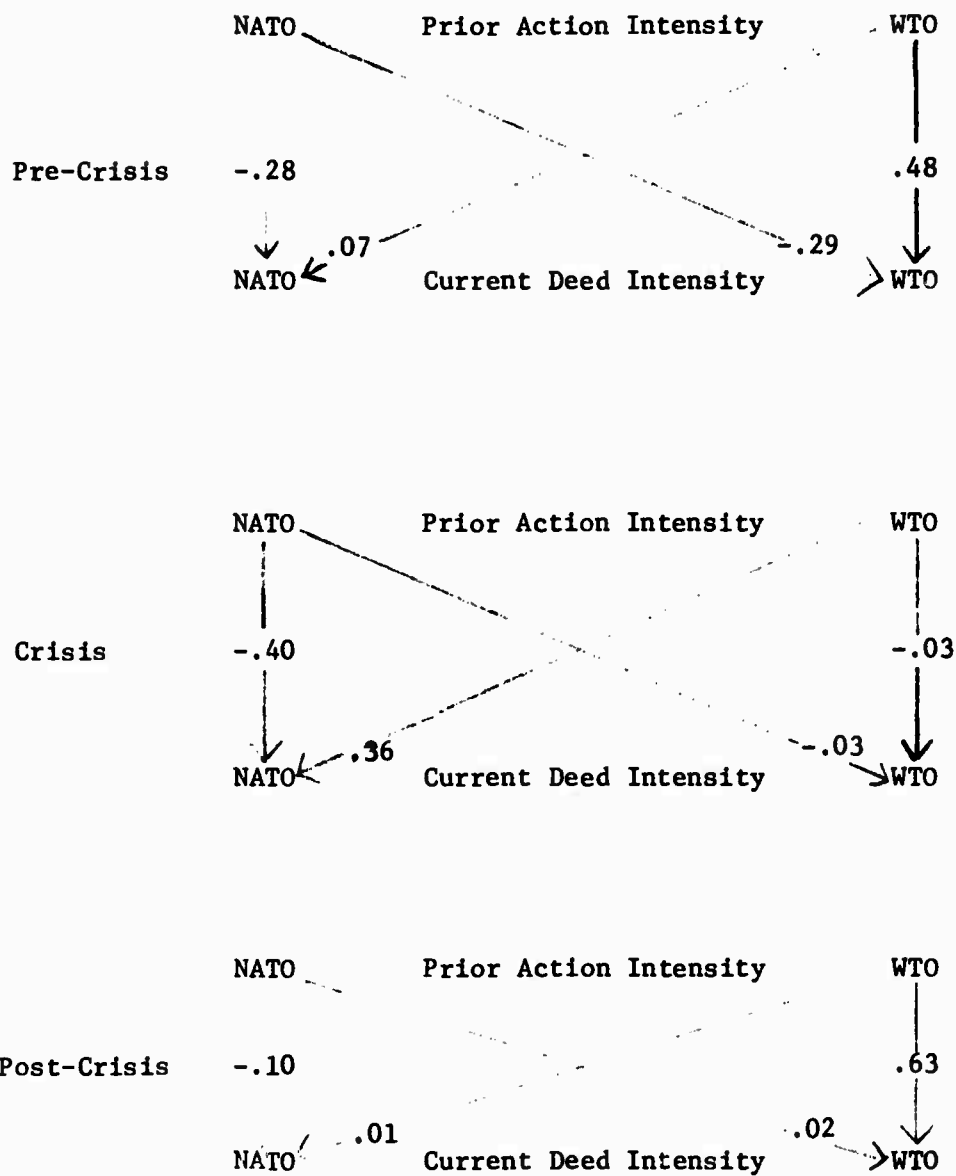 NATO Prior Action Intensity WTO
Pre-Crisis -.28 .48
.07 -.29
NATO Current Deed Intensity WTO
NATO Prior Action Intensity WTO
Crisis -.40 -.03
.36 -.03
NATO Current Deed Intensity WTO
NATO Prior Action Intensity WTO
Post-Crisis -.10 .63
.01 .02
NATO Current Deed Intensity WTO